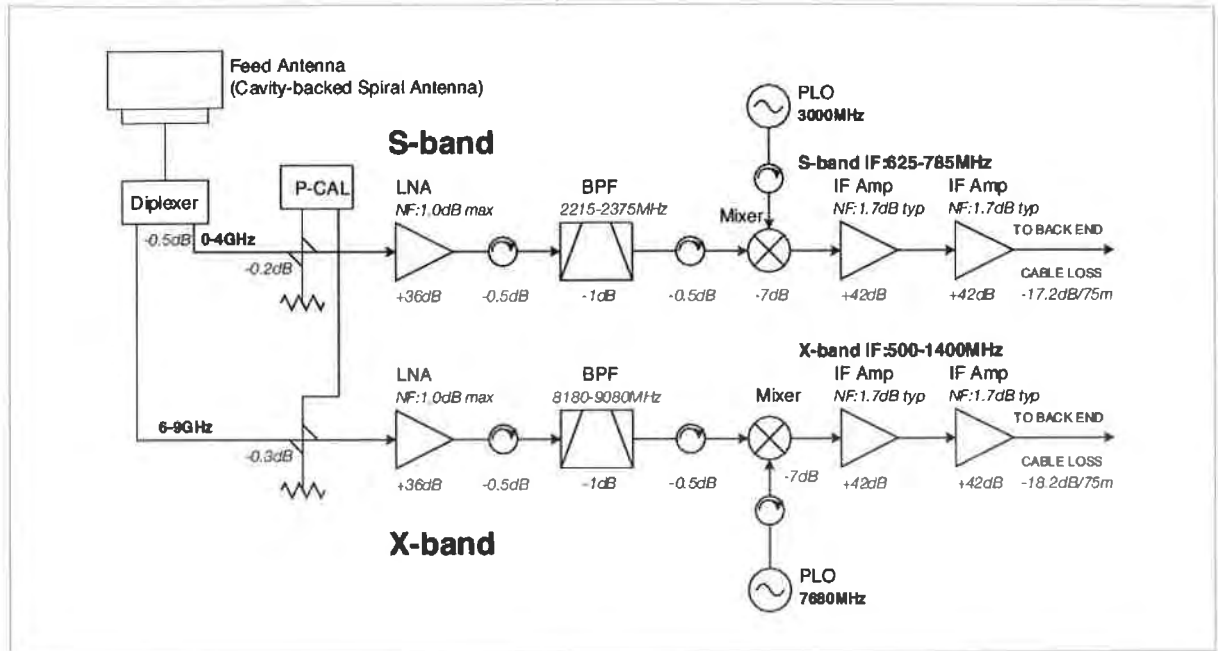 Feed Antenna
(Cavity-backed Spiral Antenna)
PLO
3000MHz
S-band
S-band IF:625-785MHz
Diplexer
P-CAL
LNA
NF:1.0dB max
BPF
2215-2375MHz
Mixer
IF Amp
NF:1.7dB typ
IF Amp
NF:1.7dB typ
TO BACK END
-0.5dB
0-4GHz
-0.2dB
+36dB
-0.5dB
-1dB
-0.5dB
-7dB
+42dB
+42dB
CABLE LOSS
-17.2dB/75m
X-band IF:500-1400MHz
LNA
NF:1.0dB max
BPF
8180-9080MHz
Mixer
IF Amp
NF:1.7dB typ
IF Amp
NF:1.7dB typ
TO BACK END
6-9GHz
-0.3dB
+36dB
-0.5dB
-1dB
-0.5dB
-7dB
+42dB
+42dB
CABLE LOSS
-18.2dB/75m
X-band
PLO
7680MHz